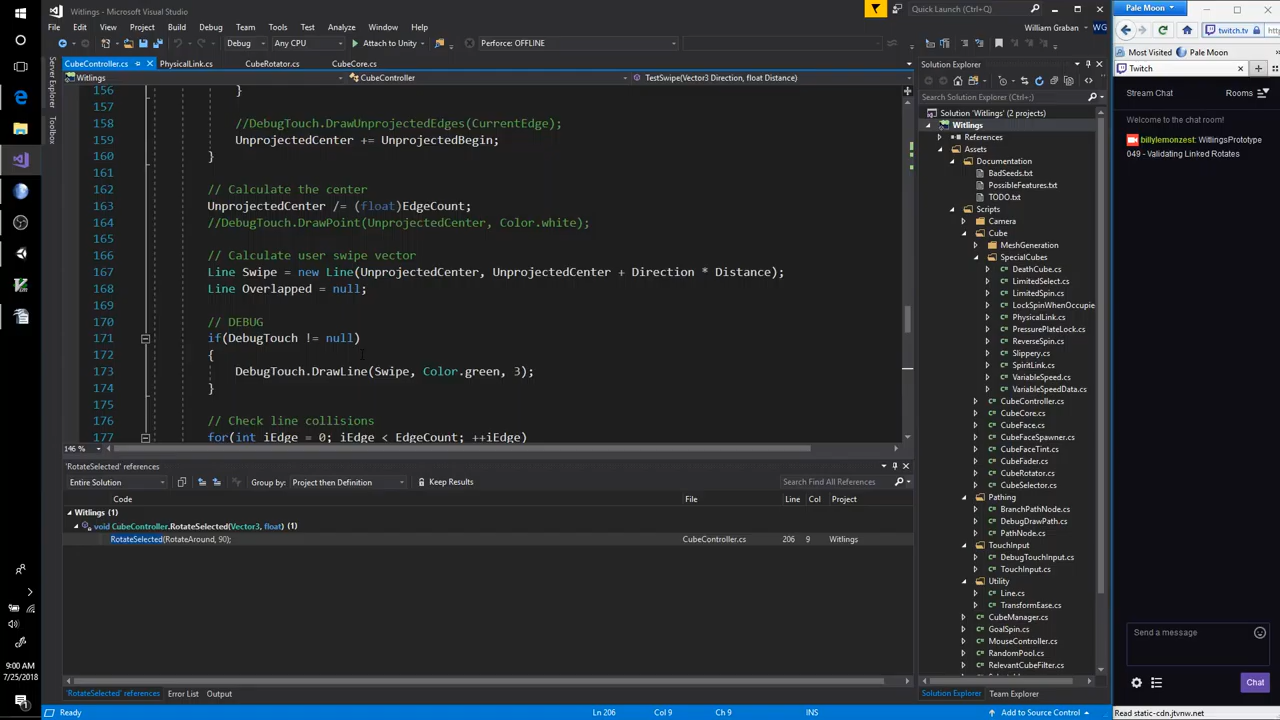 Witlings - Microsoft Visual Studio
Quick Launch (Ctrl+Q)
Pale Moon
File Edit View Project Build Debug Team Tools Test Analyze Window Help
William Graban WG
twitch.tv http
Debug Any CPU Attach to Unity Perforce: OFFLINE
Most Visited Pale Moon
CubeController.cs PhysicalLink.cs CubeRotator.cs CubeCore.cs
Solution Explorer
Twitch
Witlings CubeController TestSwipe(Vector3 Direction, float Distance)
Server Explorer
Toolbox
Search Solution Explorer (Ctrl+;)
Stream Chat Rooms
Welcome to the chat room!
billylemonzest: WitlingsPrototype
049 - Validating Linked Rotates
156 }
157
158 //DebugTouch.DrawUnprojectedEdges(CurrentEdge);
159 UnprojectedCenter += UnprojectedBegin;
160 }
161
162 // Calculate the center
163 UnprojectedCenter /= (float)EdgeCount;
164 //DebugTouch.DrawPoint(UnprojectedCenter, Color.white);
165
166 // Calculate user swipe vector
167 Line Swipe = new Line(UnprojectedCenter, UnprojectedCenter + Direction * Distance);
168 Line Overlapped = null;
169
170 // DEBUG
171 if(DebugTouch != null)
172 {
173 DebugTouch.DrawLine(Swipe, Color.green, 3);
174 }
175
176 // Check line collisions
177 for(int iEdge = 0; iEdge < EdgeCount; ++iEdge)
146 %
Solution 'Witlings' (2 projects)
Witlings
References
Assets
Documentation
BadSeeds.txt
PossibleFeatures.txt
TODO.txt
Scripts
Camera
Cube
MeshGeneration
SpecialCubes
DeathCube.cs
LimitedSelect.cs
LimitedSpin.cs
LockSpinWhenOccupie
PhysicalLink.cs
PressurePlateLock.cs
ReverseSpin.cs
Slippery.cs
SpiritLink.cs
VariableSpeed.cs
VariableSpeedData.cs
CubeController.cs
CubeCore.cs
CubeFace.cs
CubeFaceSpawner.cs
CubeFaceTint.cs
CubeFader.cs
CubeRotator.cs
CubeSelector.cs
Pathing
BranchPathNode.cs
DebugDrawPath.cs
PathNode.cs
TouchInput
DebugTouchInput.cs
TouchInput.cs
Utility
Line.cs
TransformEase.cs
CubeManager.cs
GoalSpin.cs
MouseController.cs
RandomPool.cs
RelevantCubeFilter.cs
'RotateSelected' references
Entire Solution Group by: Project then Definition Keep Results Search Find All References
Code File Line Col Project
Witlings (1)
void CubeController.RotateSelected(Vector3, float) (1)
RotateSelected(RotateAround, 90); CubeController.cs 206 9 Witlings
'RotateSelected' references Error List Output
Solution Explorer Team Explorer
Send a message
Chat
9:00 AM
7/25/2018
Ready Ln 206 Col 9 Ch 9 INS Add to Source Control
Read static-cdn.jtvnw.net